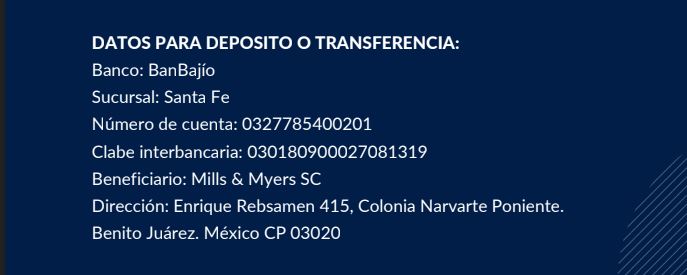 DATOS PARA DEPOSITO O TRANSFERENCIA:
Banco: BanBajío
Sucursal: Santa Fe
Número de cuenta: 0327785400201
Clabe interbancaria: 030180900027081319
Beneficiario: Mills & Myers SC
Dirección: Enrique Rebsamen 415, Colonia Narvarte Poniente.
Benito Juárez. México CP 03020